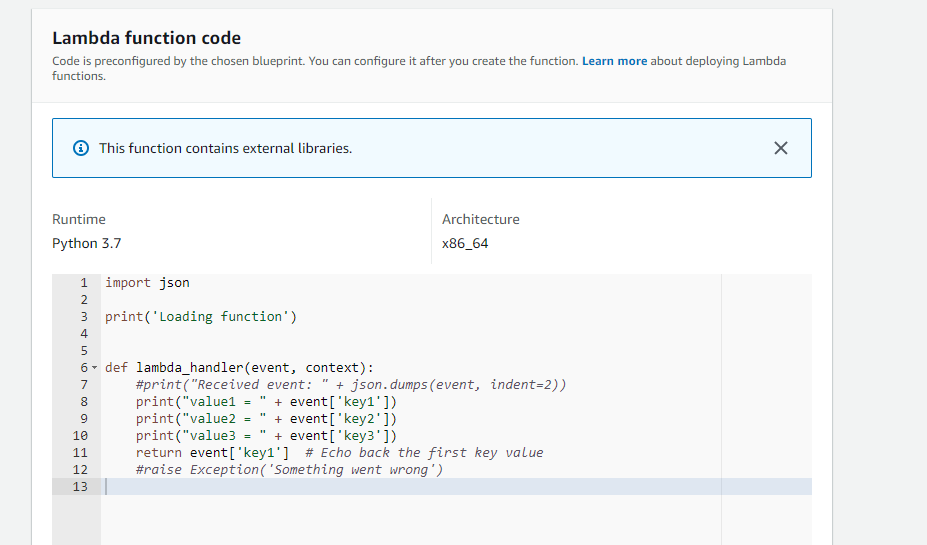 Lambda function code
Code is preconfigured by the chosen blueprint. You can configure it after you create the function. Learn more about deploying Lambda
functions.
This function contains external libraries.
Runtime
Python 3.7
Architecture
x86_64
1 import json
2
3 print('Loading function')
4
5
6 def lambda_handler(event, context):
7     #print("Received event: " + json.dumps(event, indent=2))
8     print("value1 = " + event['key1'])
9     print("value2 = " + event['key2'])
10     print("value3 = " + event['key3'])
11     return event['key1']  # Echo back the first key value
12     #raise Exception('Something went wrong')
13